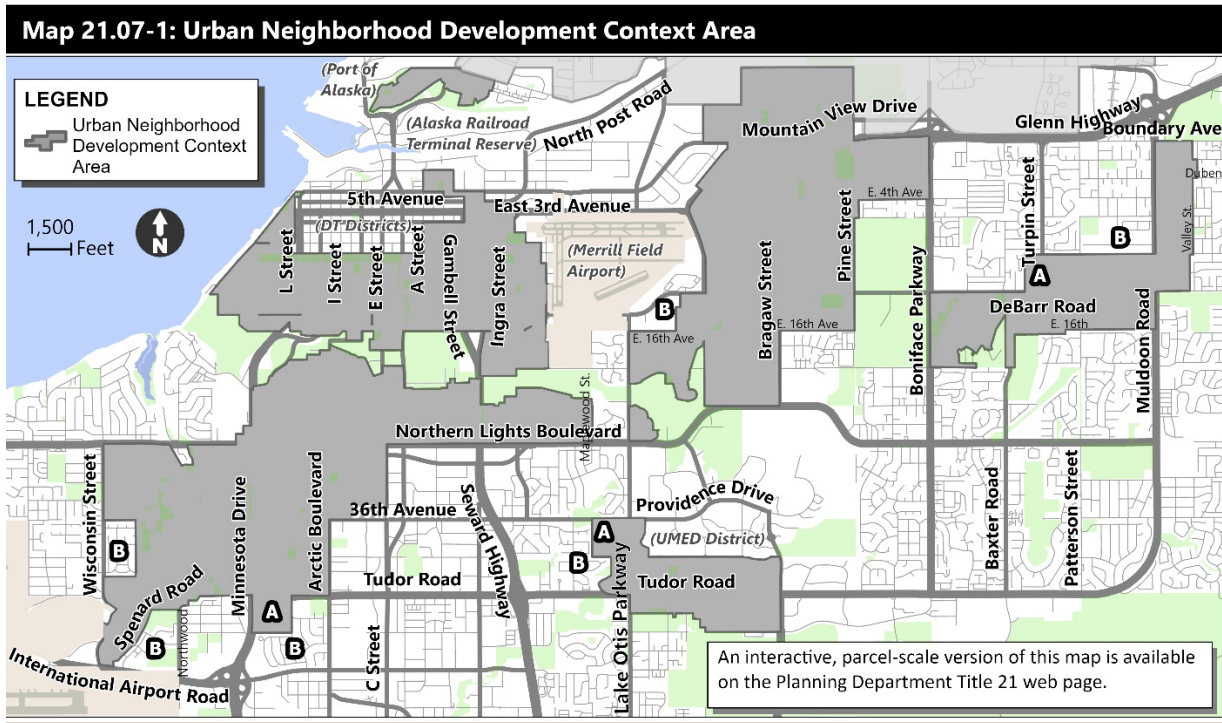 Map 21.07-1: Urban Neighborhood Development Context Area
LEGEND
Urban Neighborhood
Development Context
Area
1,500
Feet
N
(Port of
Alaska)
(Alaska Railroad
Terminal Reserve)
North Post Road
Mountain View Drive
Glenn Highway
Boundary Ave
5th Avenue
East 3rd Avenue
E. 4th Ave
(DT Districts)
(Merrill Field
Airport)
L Street
I Street
E Street
A Street
Gambell Street
Ingra Street
Bragaw Street
Pine Street
Boniface Parkway
Turpin Street
Duben
Valley St.
B
A
B
DeBarr Road
E. 16th Ave
E. 16th Ave
E. 16th
Muldoon Road
Maplewood St.
Northern Lights Boulevard
Wisconsin Street
Minnesota Drive
Arctic Boulevard
Seward Highway
36th Avenue
Providence Drive
(UMED District)
Baxter Road
Patterson Street
A
B
B
Tudor Road
Tudor Road
Spenard Road
Northwood
A
B
B
C Street
Lake Otis Parkway
International Airport Road
An interactive, parcel-scale version of this map is available
on the Planning Department Title 21 web page.